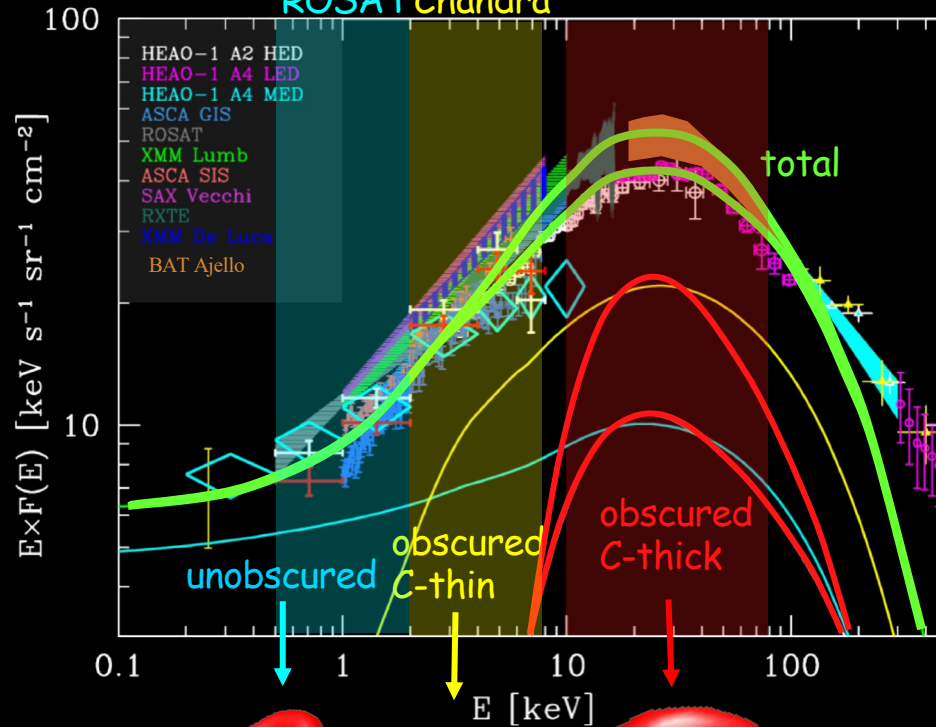 ROSAT Chandra
100
HEAO-1 A2 HED
HEAO-1 A4 LED
HEAO-1 A4 MED
ASCA GIS
ROSAT
XMM Lumb
ASCA SIS
SAX Vecchi
RXTE
XMM De Luca
BAT Ajello
total
E×F(E) [keV s⁻¹ sr⁻¹ cm⁻²]
10
obscured
C-thin
unobscured
obscured
C-thick
0.1
1
10
100
E [keV]